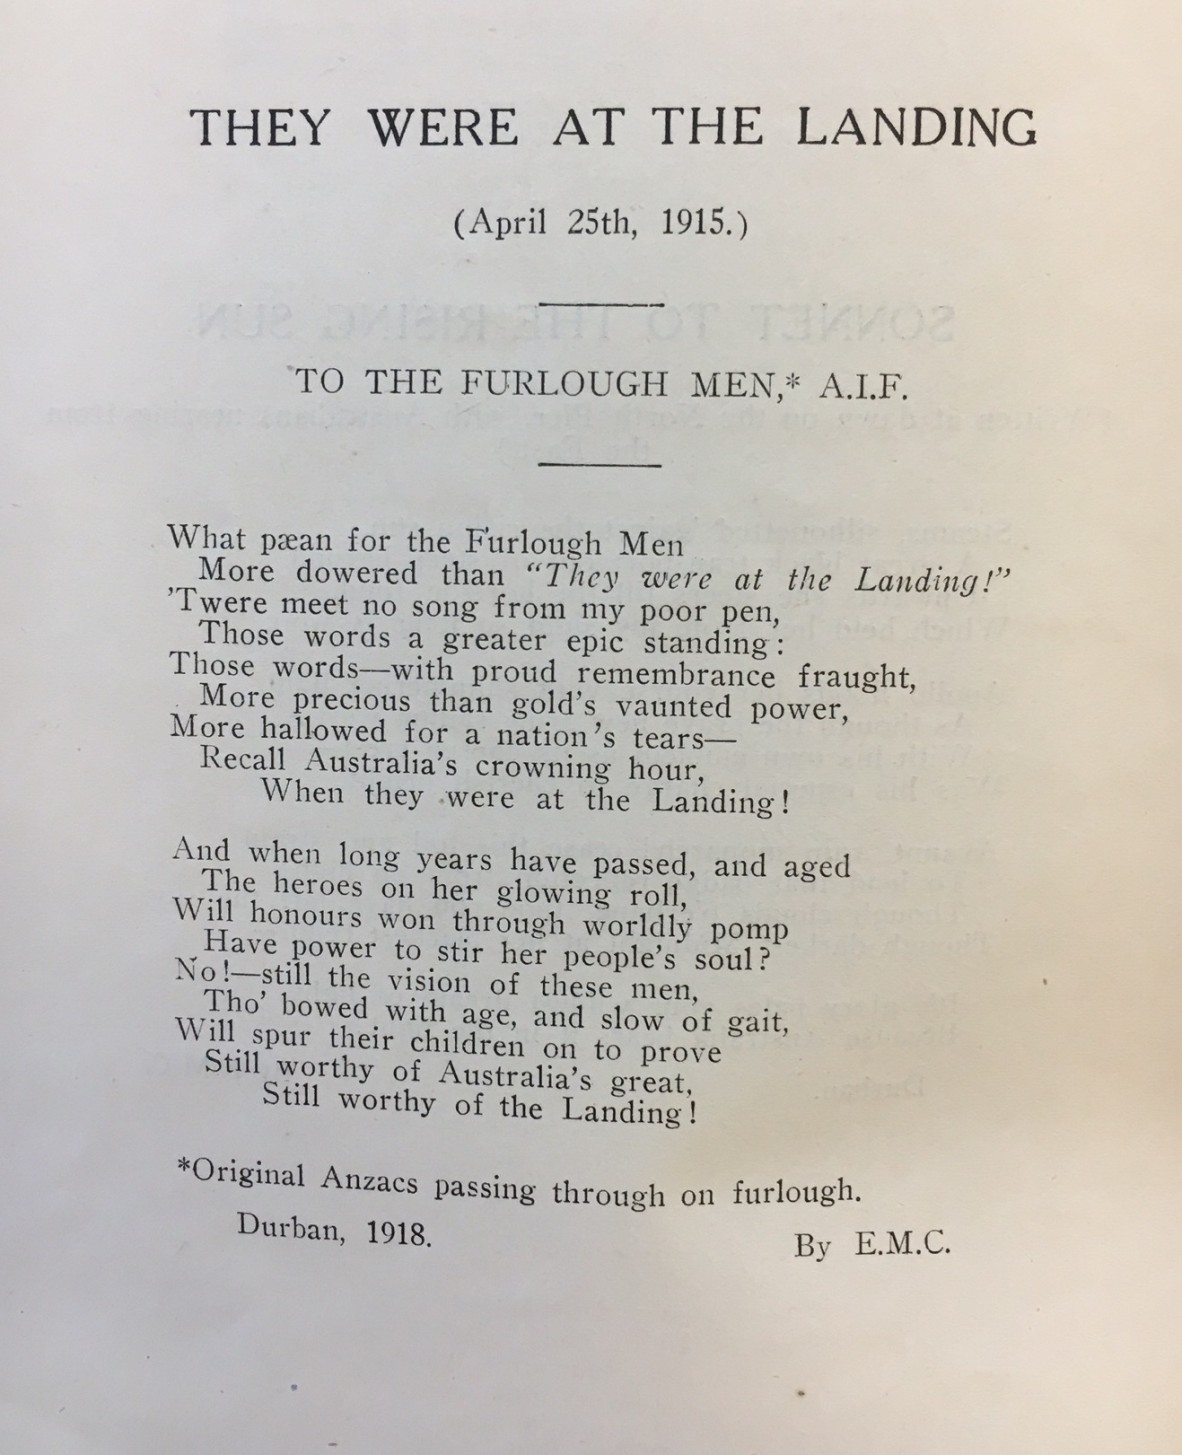 THEY WERE AT THE LANDING
(April 25th, 1915.)
TO THE FURLOUGH MEN,* A.I.F.
What pæan for the Furlough Men
More dowered than “They were at the Landing!”
’Twere meet no song from my poor pen,
Those words a greater epic standing:
Those words—with proud remembrance fraught,
More precious than gold’s vaunted power,
More hallowed for a nation’s tears—
Recall Australia’s crowning hour,
When they were at the Landing!
And when long years have passed, and aged
The heroes on her glowing roll,
Will honours won through worldly pomp
Have power to stir her people’s soul?
No!—still the vision of these men,
Tho’ bowed with age, and slow of gait,
Will spur their children on to prove
Still worthy of Australia’s great,
Still worthy of the Landing!
*Original Anzacs passing through on furlough.
Durban, 1918.
By E.M.C.